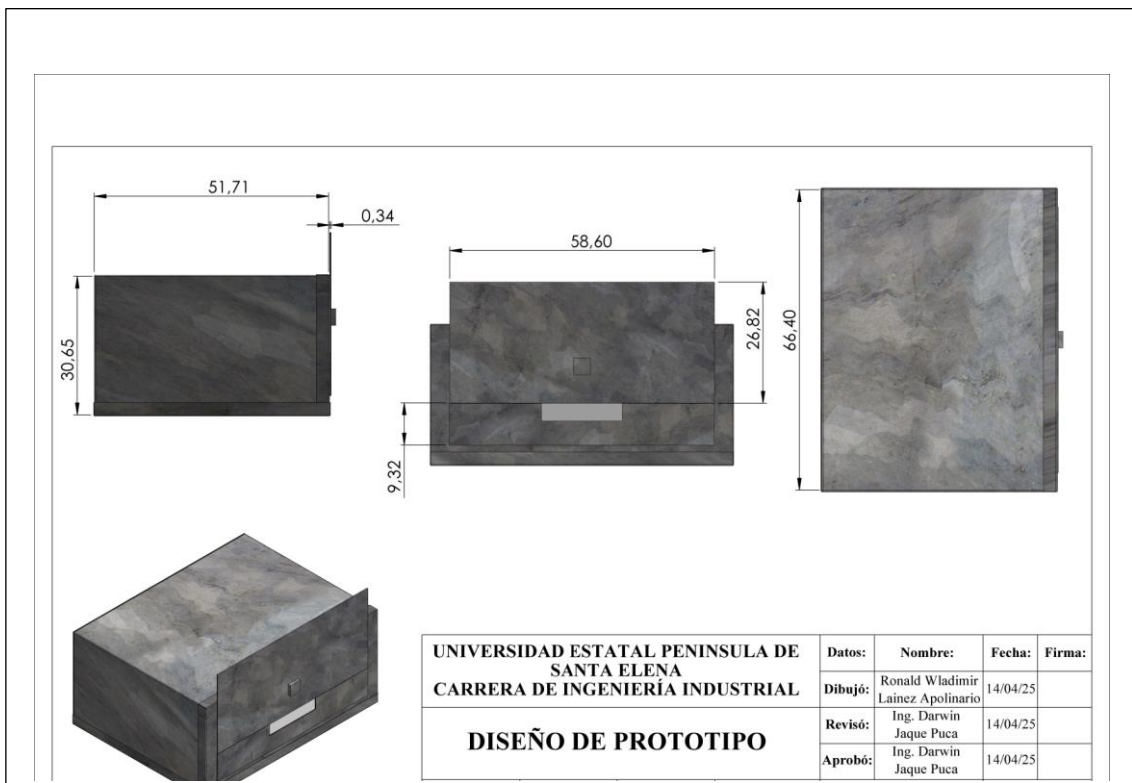 51,71
0,34
30,65
58,60
26,82
9,32
66,40
UNIVERSIDAD ESTATAL PENINSULA DE
SANTA ELENA
CARRERA DE INGENIERÍA INDUSTRIAL
DISEÑO DE PROTOTIPO
Datos: Nombre: Fecha: Firma:
Dibujó: Ronald Wladimir
Lainez Apolinario 14/04/25
Revisó: Ing. Darwin
Jaque Puca 14/04/25
Aprobó: Ing. Darwin
Jaque Puca 14/04/25